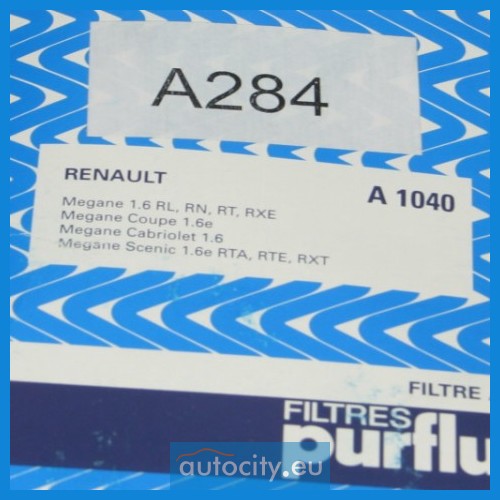 A284
RENAULT
A 1040
Megane 1.6 RL, RN, RT, RXE
Megane Coupe 1.6e
Megane Cabriolet 1.6
Megane Scenic 1.6e RTA, RTE, RXT
FILTRE
FILTRES
purflu
autocity.eu